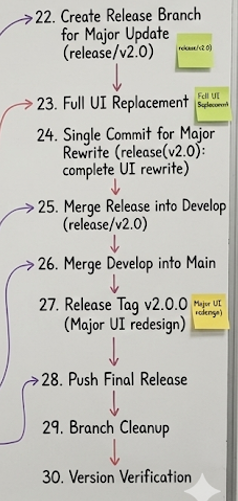 22. Create Release Branch
for Major Update
(release/v2.0)
release/v2.0)
23. Full UI Replacement
Full UI
24. Single Commit for Major
Rewrite (release(v2.0):
complete UI rewrite)
25. Merge Release into Develop
(release/v2.0)
26. Merge Develop into Main
27. Release Tag v2.0.0
(Major UI redesign)
Major UI
28. Push Final Release
29. Branch Cleanup
30. Version Verification